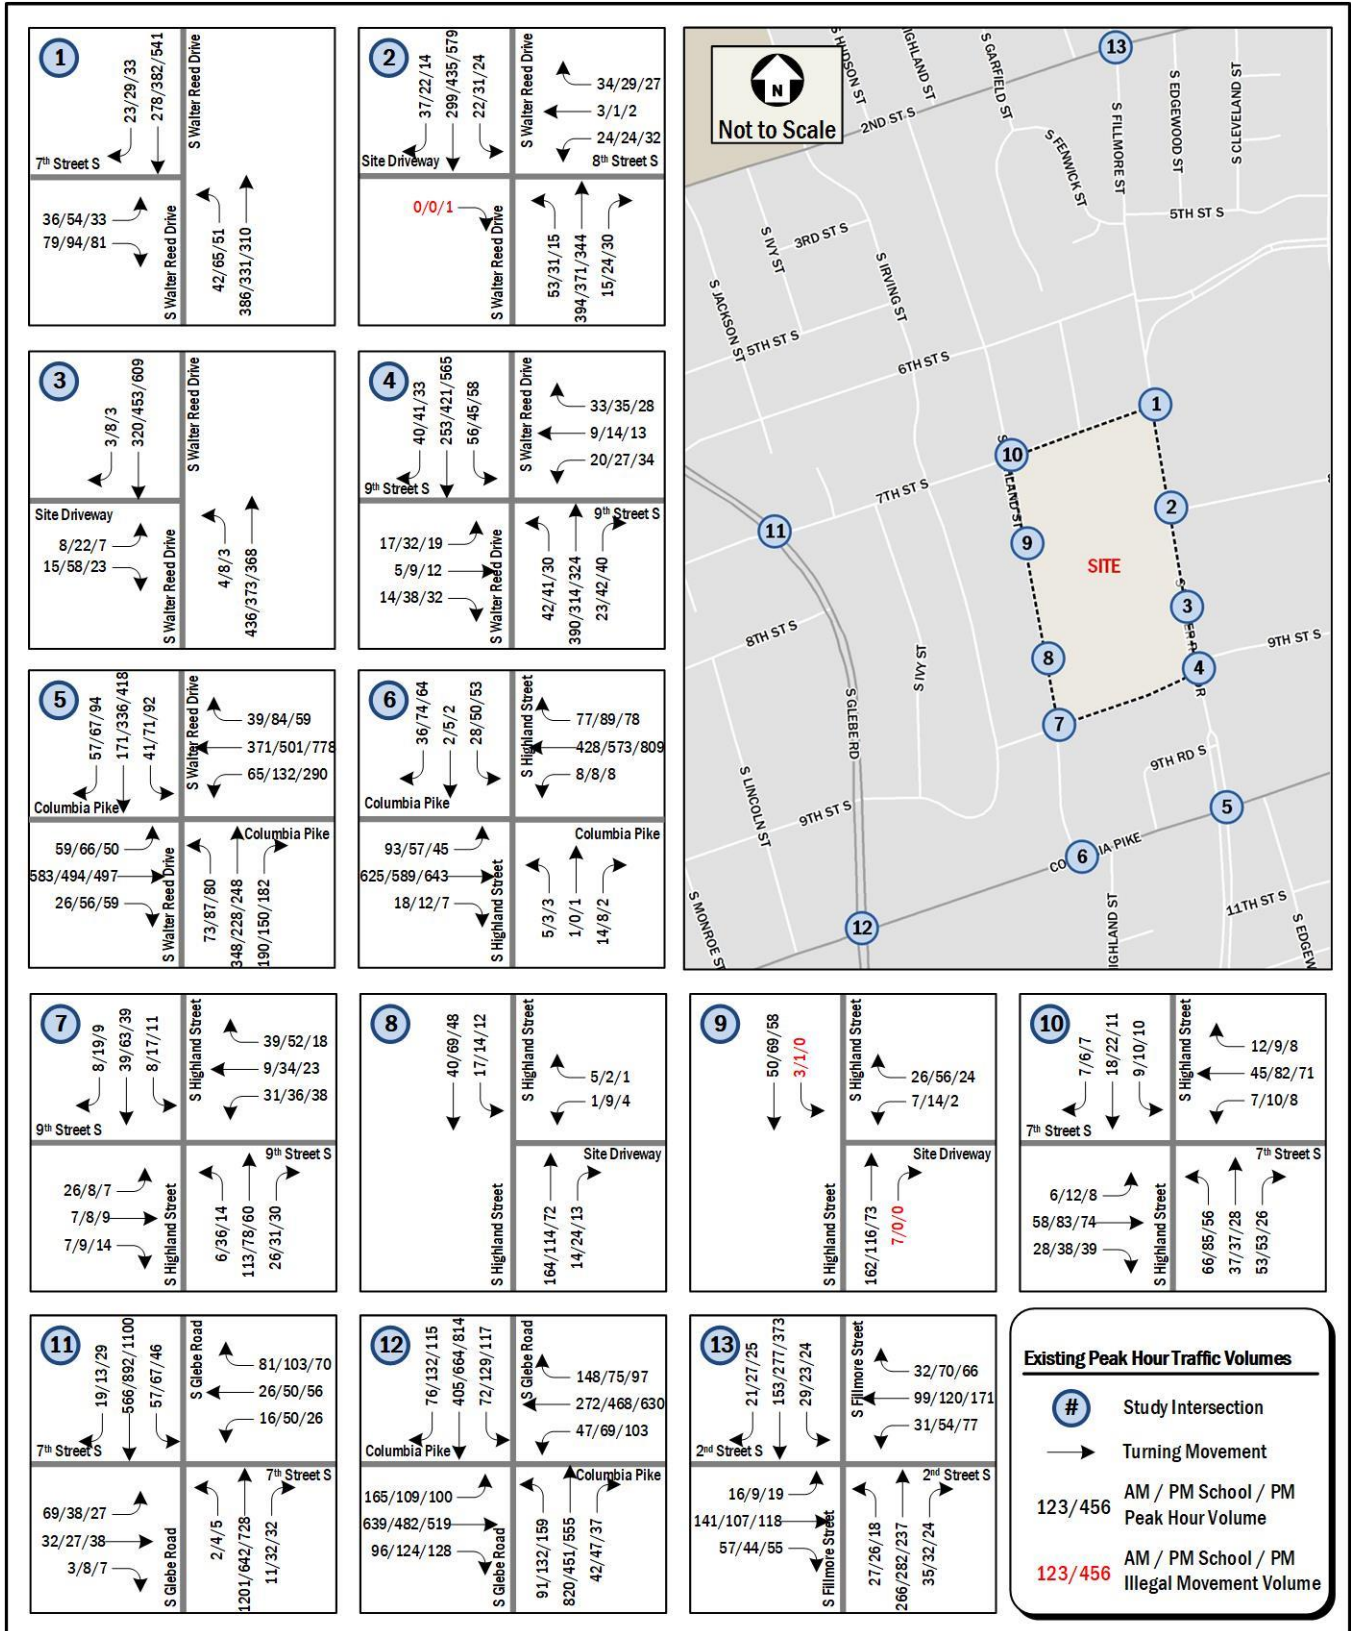 1
23/29/33
278/382/541
S Walter Reed Drive
7th Street S
36/54/33
79/94/81
S Walter Reed Drive
42/65/51
386/331/310
2
37/22/14
299/435/579
22/31/24
S Walter Reed Drive
34/29/27
3/1/2
24/24/32
Site Driveway
8th Street S
0/0/1
S Walter Reed Drive
53/31/15
394/371/344
15/24/30
3
3/8/3
320/453/609
S Walter Reed Drive
Site Driveway
8/22/7
15/58/23
S Walter Reed Drive
4/8/3
436/373/368
4
40/41/33
253/421/565
56/45/58
S Walter Reed Drive
33/35/28
9/14/13
20/27/34
9th Street S
9th Street S
17/32/19
5/9/12
14/38/32
S Walter Reed Drive
42/41/30
390/314/324
23/42/40
5
57/67/94
171/336/418
41/71/92
S Walter Reed Drive
39/84/59
371/501/778
65/132/290
Columbia Pike
Columbia Pike
59/66/50
583/494/497
26/56/59
S Walter Reed Drive
73/87/80
348/228/248
190/150/182
6
36/74/64
2/5/2
28/50/53
S Highland Street
77/89/78
428/573/809
8/8/8
Columbia Pike
Columbia Pike
93/57/45
625/589/643
18/12/7
S Highland Street
5/3/3
1/0/1
14/8/2
N
Not to Scale
13
S HUDSON ST
IGHLAND ST
S GARFIELD ST
2ND ST S
S FENWICK ST
S FILLMORE ST
S EDGEWOOD ST
S CLEVELAND ST
5TH ST S
S IVY ST
3RD ST S
S JACKSON ST
5TH ST S
S IRVING ST
6TH ST S
1
10
7TH ST S
HLAND ST
2
11
9
SITE
3
8TH ST S
8
4
9TH ST S
7
S IVY ST
S GLEBE RD
9TH RD S
S LINCOLN ST
9TH ST S
5
6
COLUMBIA PIKE
11TH ST S
12
S MONROE ST
IGHLAND ST
S EDGEW
7
8/19/9
39/63/39
8/17/11
S Highland Street
39/52/18
9/34/23
31/36/38
9th Street S
9th Street S
26/8/7
7/8/9
7/9/14
S Highland Street
6/36/14
113/78/60
26/31/30
8
40/69/48
17/14/12
S Highland Street
5/2/1
1/9/4
Site Driveway
S Highland Street
164/114/72
14/24/13
9
50/69/58
3/1/0
S Highland Street
26/56/24
7/14/2
Site Driveway
S Highland Street
162/116/73
7/0/0
10
7/6/7
18/22/11
9/10/10
S Highland Street
12/9/8
45/82/71
7/10/8
7th Street S
7th Street S
6/12/8
58/83/74
28/38/39
S Highland Street
66/85/56
37/37/28
53/53/26
11
19/13/29
566/892/1100
57/67/46
S Glebe Road
81/103/70
26/50/56
16/50/26
7th Street S
7th Street S
69/38/27
32/27/38
3/8/7
S Glebe Road
2/4/5
1201/642/728
11/32/32
12
76/132/115
405/664/814
72/129/117
S Glebe Road
148/75/97
272/468/630
47/69/103
Columbia Pike
Columbia Pike
165/109/100
639/482/519
96/124/128
S Glebe Road
91/132/159
820/451/555
42/47/37
13
21/27/25
153/277/373
29/23/24
S Fillmore Street
32/70/66
99/120/171
31/54/77
2nd Street S
2nd Street S
16/9/19
141/107/118
57/44/55
S Fillmore Street
27/26/18
266/282/237
35/32/24
Existing Peak Hour Traffic Volumes
# Study Intersection
Turning Movement
123/456 AM / PM School / PM
Peak Hour Volume
123/456 AM / PM School / PM
Illegal Movement Volume